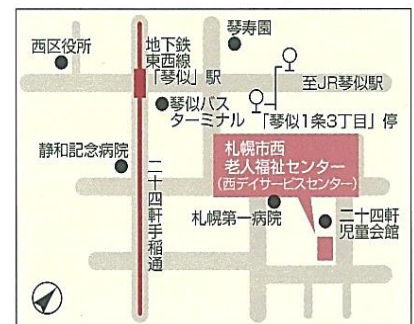 西区役所
地下鉄
東西線
「琴似」駅
琴寿園
至JR琴似駅
琴似バス
ターミナル
「琴似1条3丁目」停
静和記念病院
札幌市西
老人福祉センター
(西デイサービスセンター)
二十四軒手稲通
札幌第一病院
二十四軒
児童会館